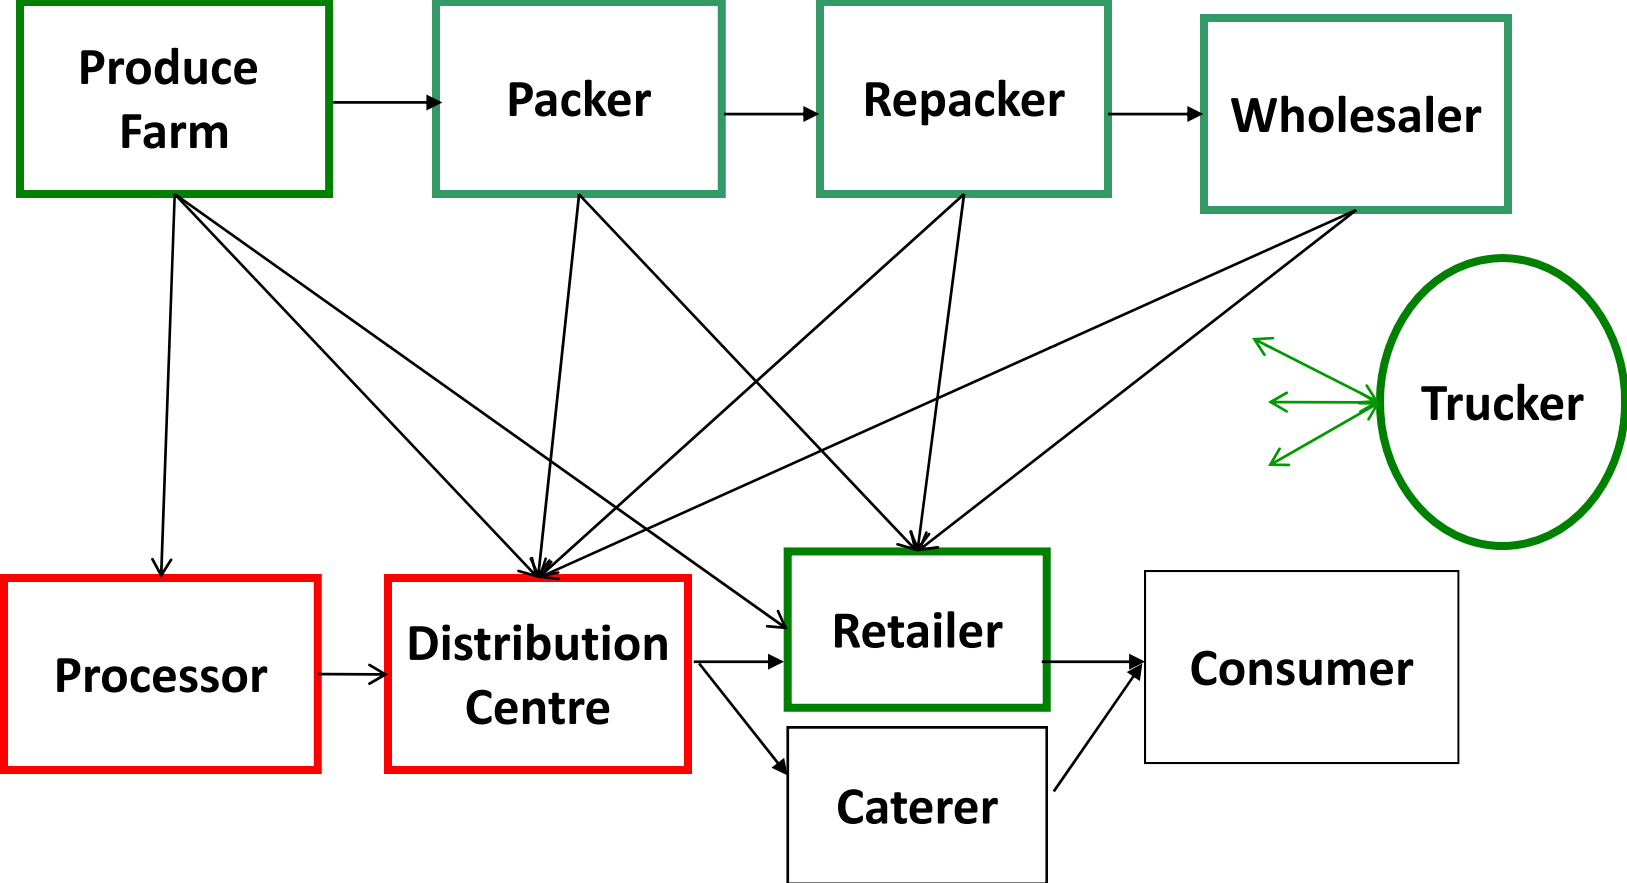 Produce
Farm
Packer
Repacker
Wholesaler
Trucker
Processor
Distribution
Centre
Retailer
Consumer
Caterer